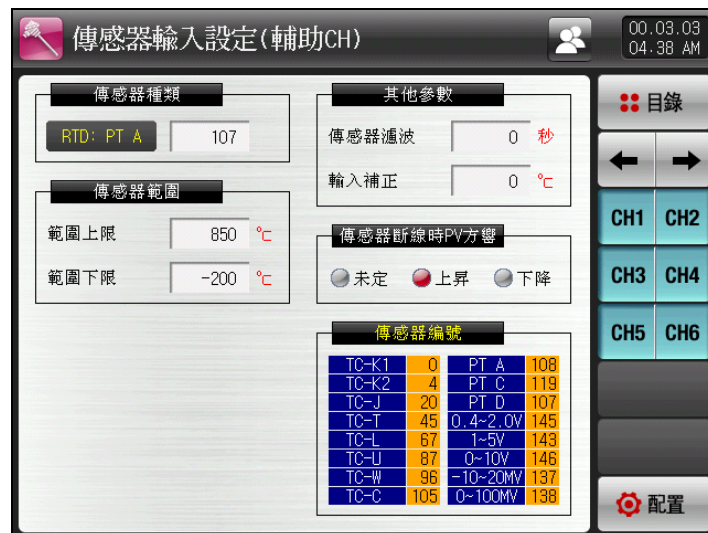 傳感器輸入設定(輔助CH)
00.03.03
04.38 AM
傳感器種類
RTD: PT A 107
傳感器範圍
範圍上限 850 ℃
範圍下限 -200 ℃
其他參數
傳感器濾波 0 秒
輸入補正 0 ℃
傳感器斷線時PV方響
未定 上昇 下降
傳感器編號
TC-K1 0 PT A 108
TC-K2 4 PT C 119
TC-J 20 PT D 107
TC-T 45 0.4~2.0V 145
TC-L 67 1~5V 143
TC-U 87 0~10V 146
TC-W 96 -10~20MV 137
TC-C 105 0~100MV 138
目錄
CH1 CH2
CH3 CH4
CH5 CH6
配置